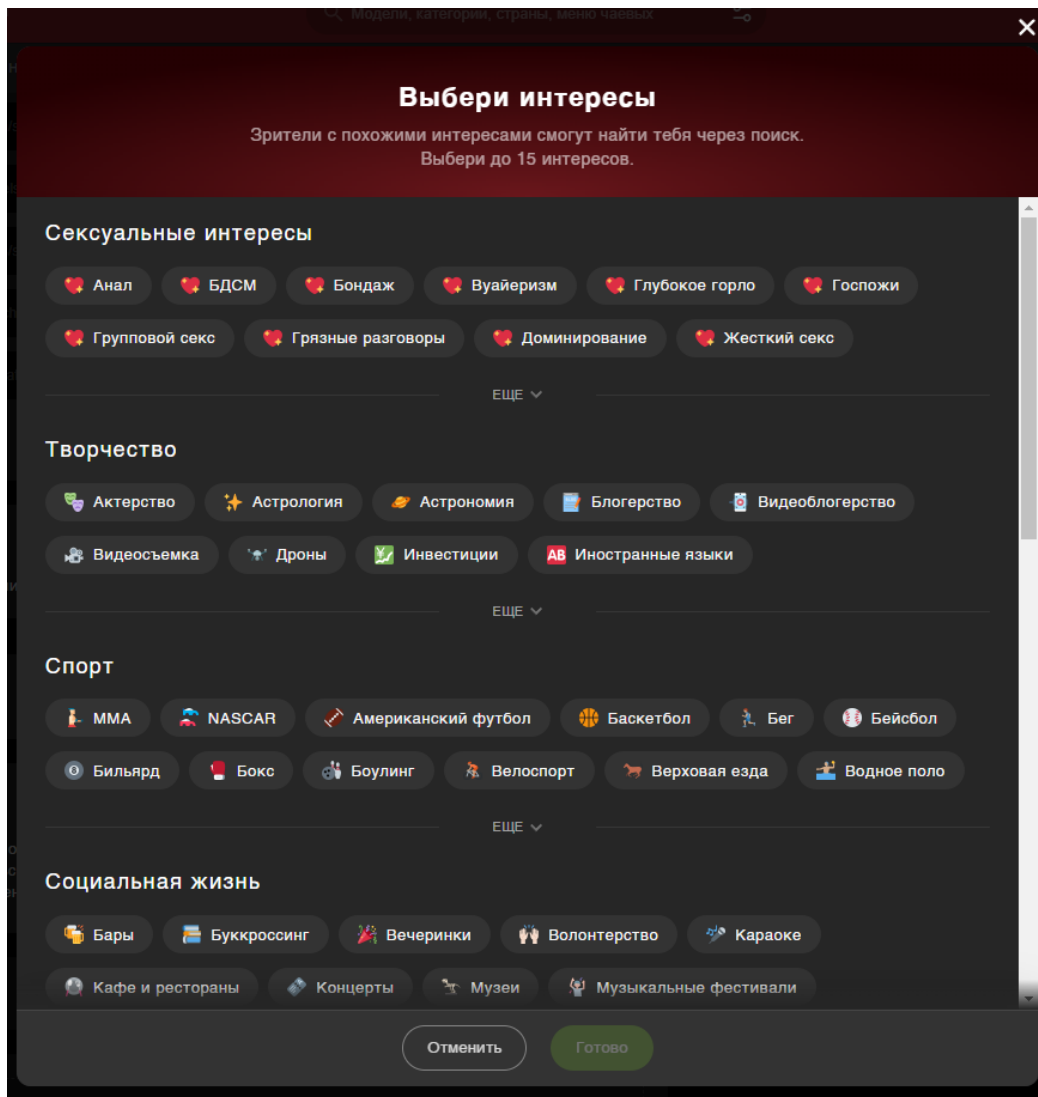 Модели, категории, страны, меню чаевых
Выбери интересы
Зрители с похожими интересами смогут найти тебя через поиск.
Выбери до 15 интересов.
Сексуальные интересы
Анал БДСМ Бондаж Вуайеризм Глубокое горло Госпожи
Групповой секс Грязные разговоры Доминирование Жесткий секс
ЕЩЕ
Творчество
Актерство Астрология Астрономия Блогерство Видеоблогерство
Видеосъемка Дроны Инвестиции AB Иностранные языки
ЕЩЕ
Спорт
MMA NASCAR Американский футбол Баскетбол Бег Бейсбол
Бильярд Бокс Боулинг Велоспорт Верховая езда Водное поло
ЕЩЕ
Социальная жизнь
Бары Буккроссинг Вечеринки Волонтерство Караоке
Кафе и рестораны Концерты Музеи Музыкальные фестивали
Отменить Готово